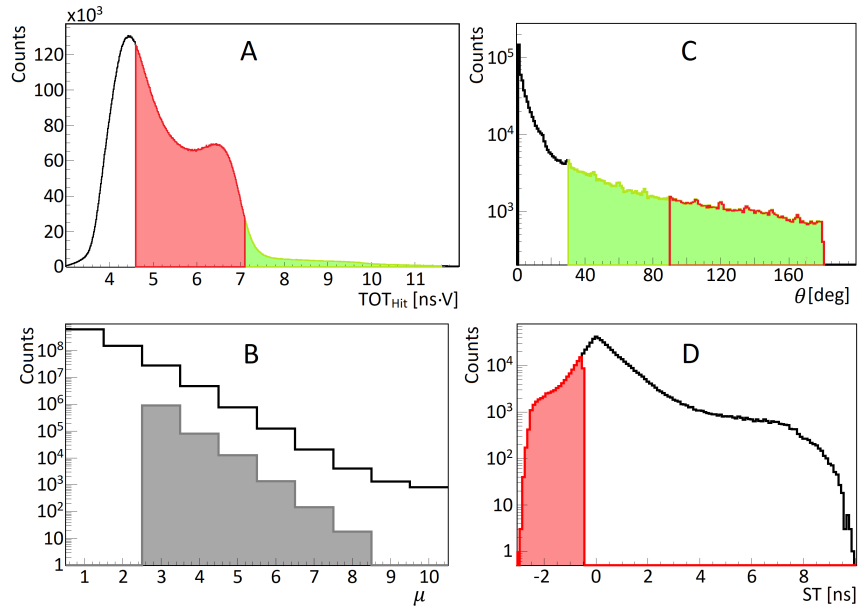 x10³
A
Counts
120
100
80
60
40
20
0
4 5 6 7 8 9 10 11
TOT_Hit [ns·V]
C
Counts
10⁵
10⁴
10³
0 40 80 120 160
θ [deg]
B
Counts
10⁸
10⁷
10⁶
10⁵
10⁴
10³
10²
10
1
1 2 3 4 5 6 7 8 9 10
μ
D
Counts
10⁴
10³
10²
10
1
-2 0 2 4 6 8
ST [ns]